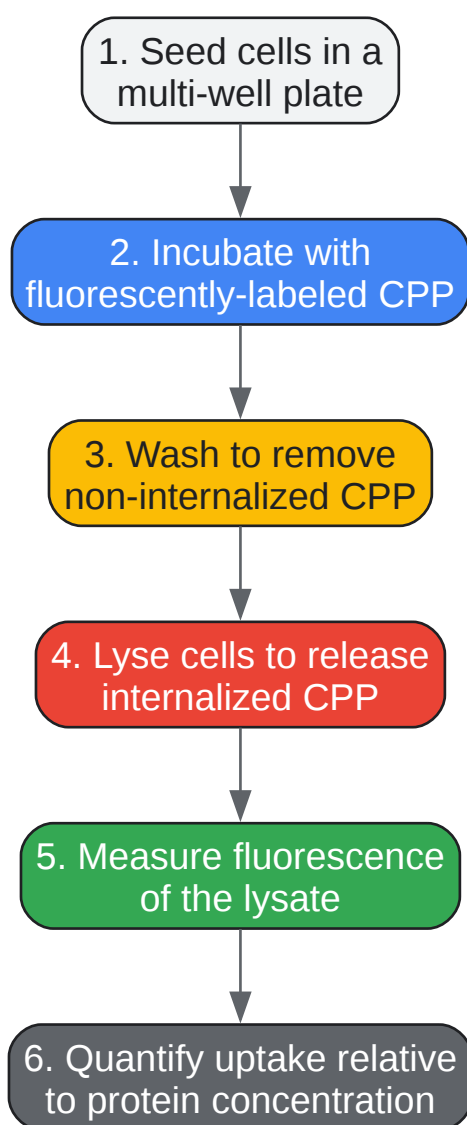 1. Seed cells in a
multi-well plate
2. Incubate with
fluorescently-labeled CPP
3. Wash to remove
non-internalized CPP
4. Lyse cells to release
internalized CPP
5. Measure fluorescence
of the lysate
6. Quantify uptake relative
to protein concentration